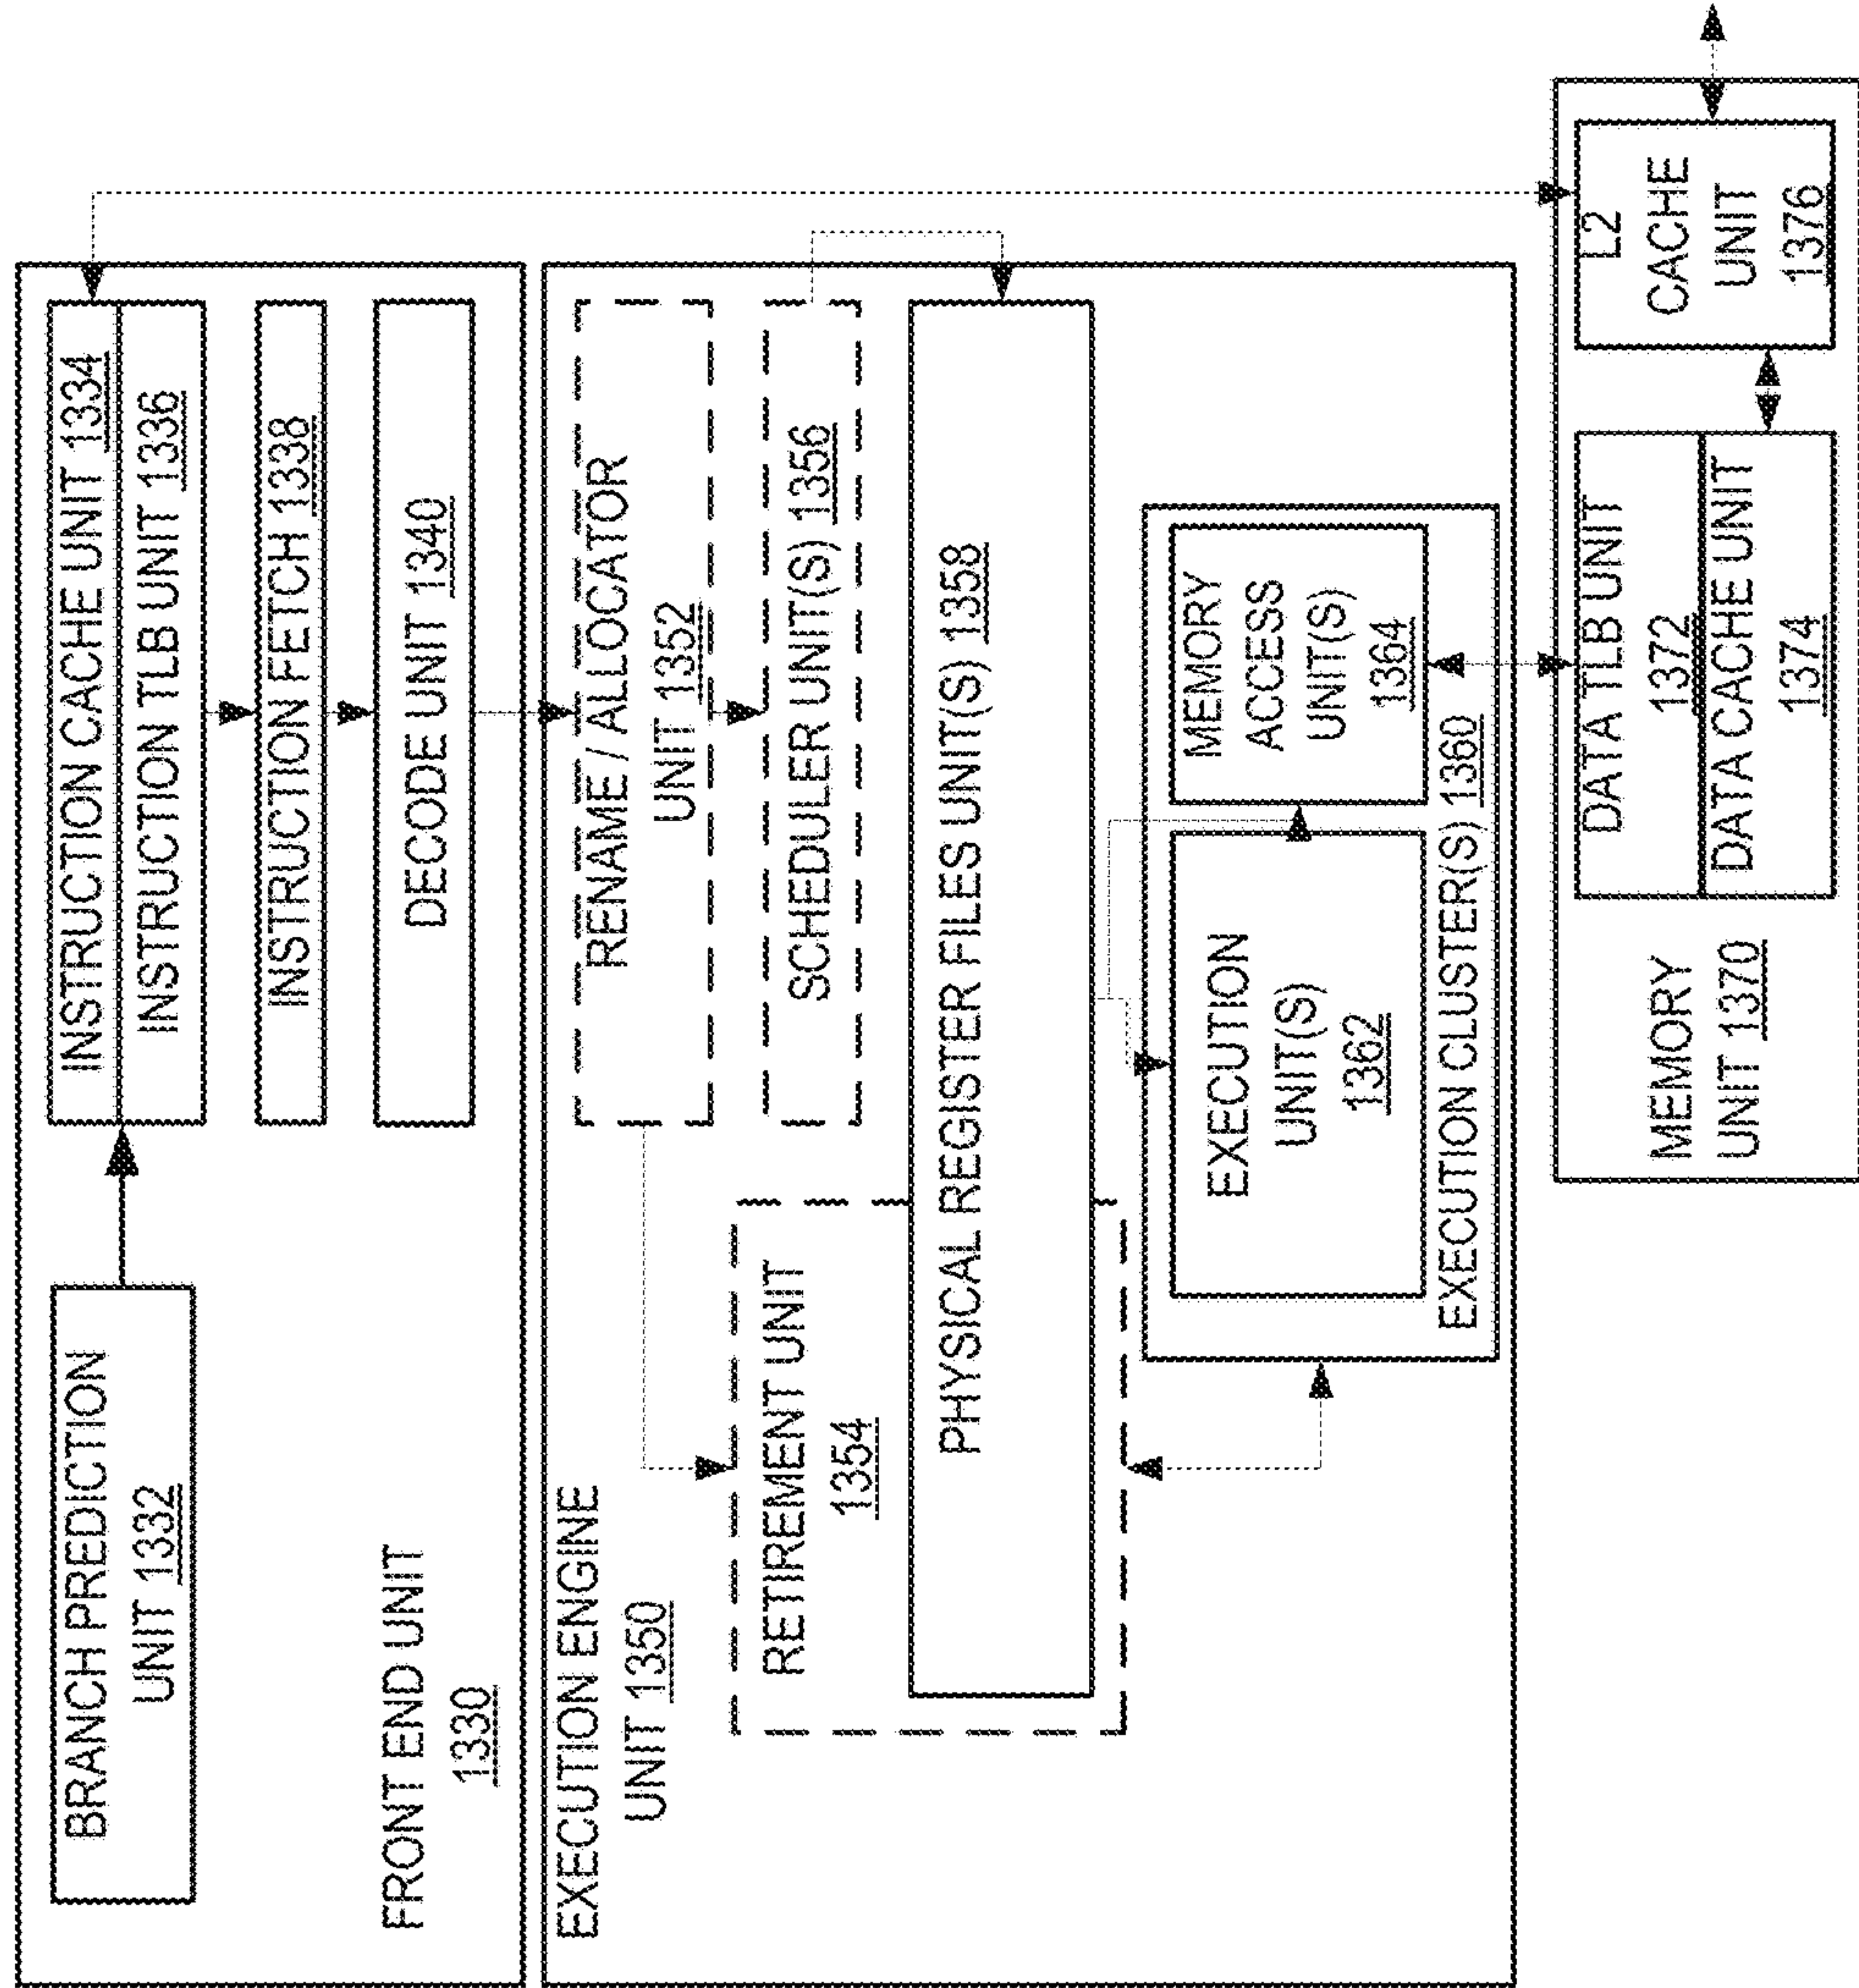 BRANCH PREDICTION
UNIT 1332
INSTRUCTION CACHE UNIT 1334
INSTRUCTION TLB UNIT 1336
INSTRUCTION FETCH 1338
DECODE UNIT 1340
FRONT END UNIT
1330
EXECUTION ENGINE
UNIT 1350
RENAME / ALLOCATOR
UNIT 1352
RETIREMENT UNIT
1354
SCHEDULER UNIT(S) 1356
PHYSICAL REGISTER FILES UNIT(S) 1358
EXECUTION
UNIT(S)
1362
MEMORY
ACCESS
UNIT(S)
1364
EXECUTION CLUSTER(S) 1360
MEMORY
UNIT 1370
DATA TLB UNIT
1372
DATA CACHE UNIT
1374
L2
CACHE
UNIT
1376